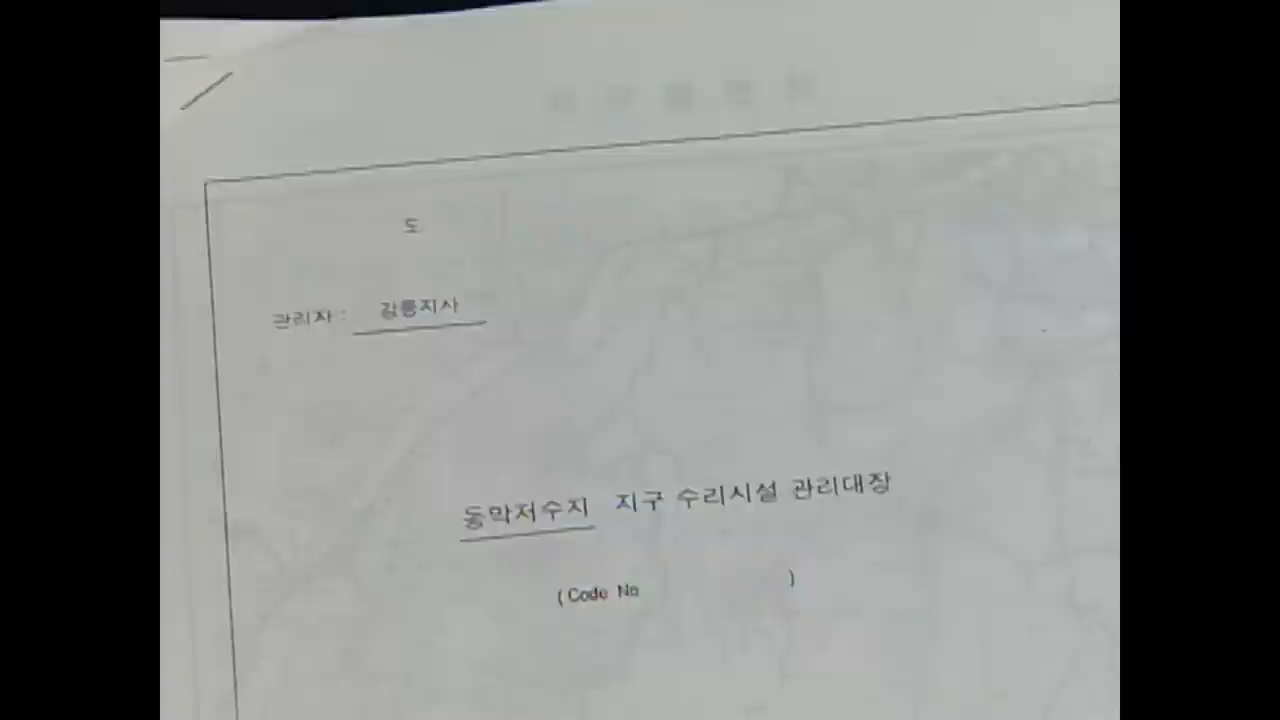 도
관리자 : 강릉지사
동막저수지 지구 수리시설 관리대장
(Code No )